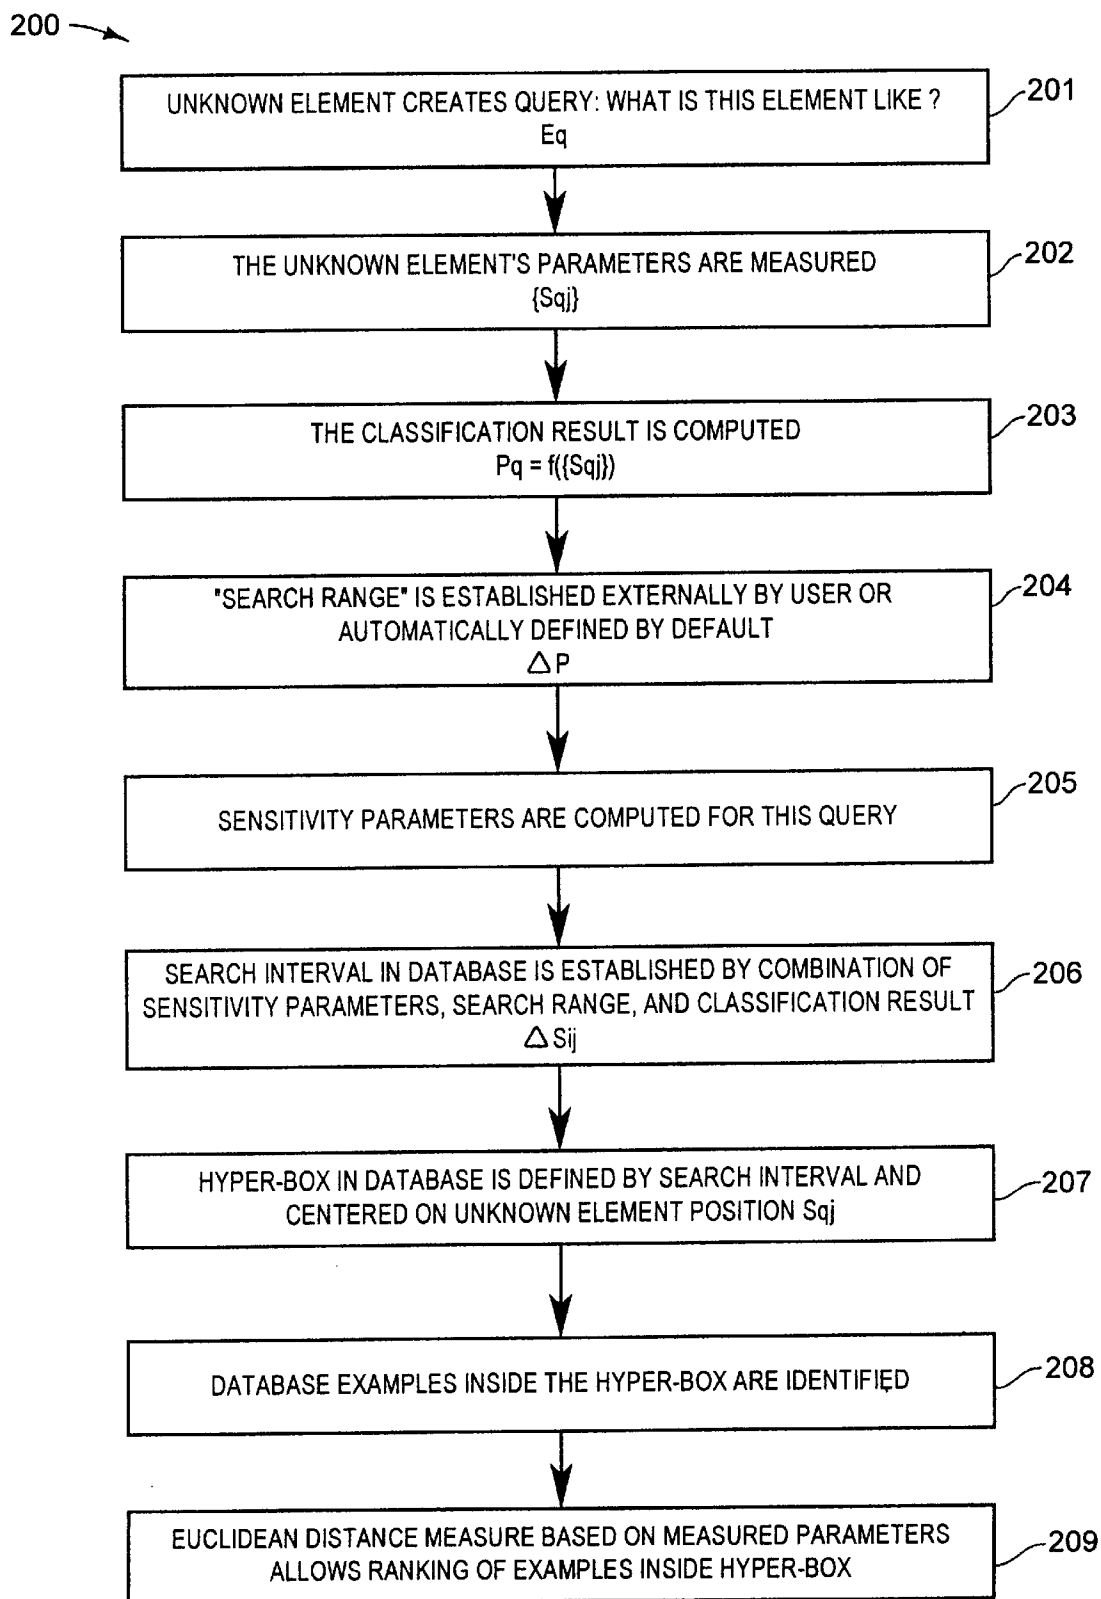 200
UNKNOWN ELEMENT CREATES QUERY: WHAT IS THIS ELEMENT LIKE ?
Eq
201
THE UNKNOWN ELEMENT'S PARAMETERS ARE MEASURED
{Sqj}
202
THE CLASSIFICATION RESULT IS COMPUTED
Pq = f({Sqj})
203
"SEARCH RANGE" IS ESTABLISHED EXTERNALLY BY USER OR
AUTOMATICALLY DEFINED BY DEFAULT
△ P
204
SENSITIVITY PARAMETERS ARE COMPUTED FOR THIS QUERY
205
SEARCH INTERVAL IN DATABASE IS ESTABLISHED BY COMBINATION OF
SENSITIVITY PARAMETERS, SEARCH RANGE, AND CLASSIFICATION RESULT
△ Sij
206
HYPER-BOX IN DATABASE IS DEFINED BY SEARCH INTERVAL AND
CENTERED ON UNKNOWN ELEMENT POSITION Sqj
207
DATABASE EXAMPLES INSIDE THE HYPER-BOX ARE IDENTIFIED
208
EUCLIDEAN DISTANCE MEASURE BASED ON MEASURED PARAMETERS
ALLOWS RANKING OF EXAMPLES INSIDE HYPER-BOX
209